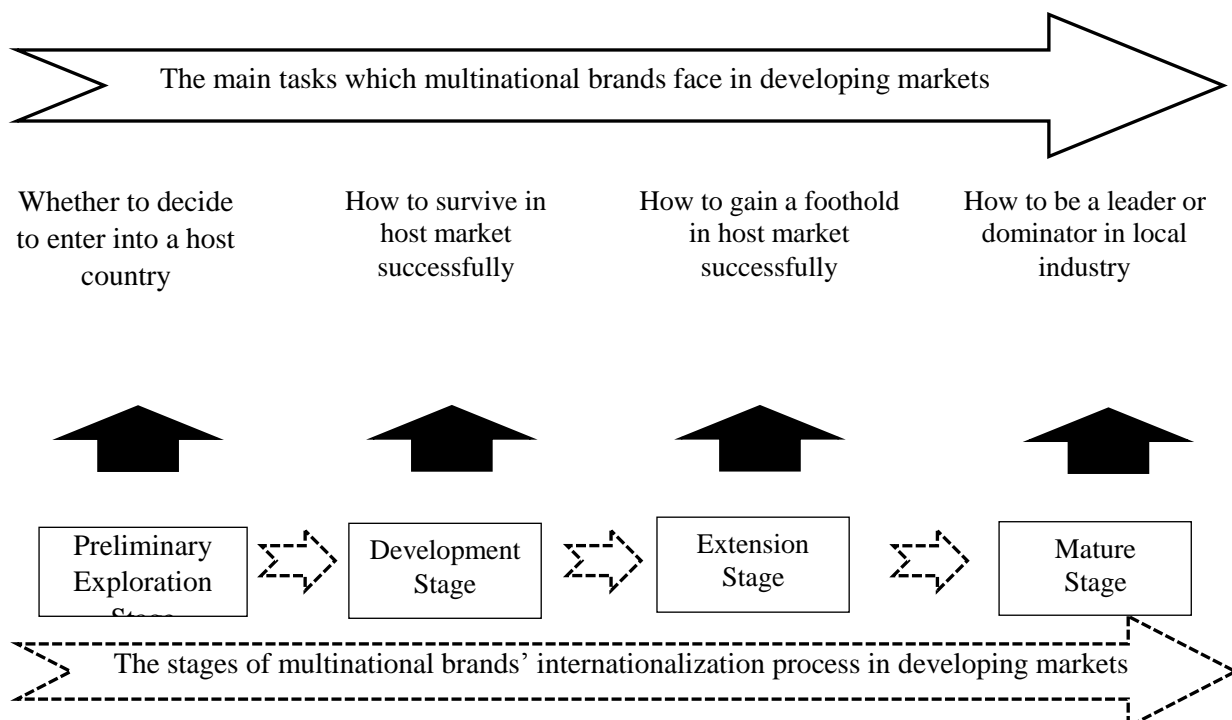 The main tasks which multinational brands face in developing markets
Whether to decide
to enter into a host
country
How to survive in
host market
successfully
How to gain a foothold
in host market
successfully
How to be a leader or
dominator in local
industry
Preliminary
Exploration
Stage
Development
Stage
Extension
Stage
Mature
Stage
The stages of multinational brands’ internationalization process in developing markets